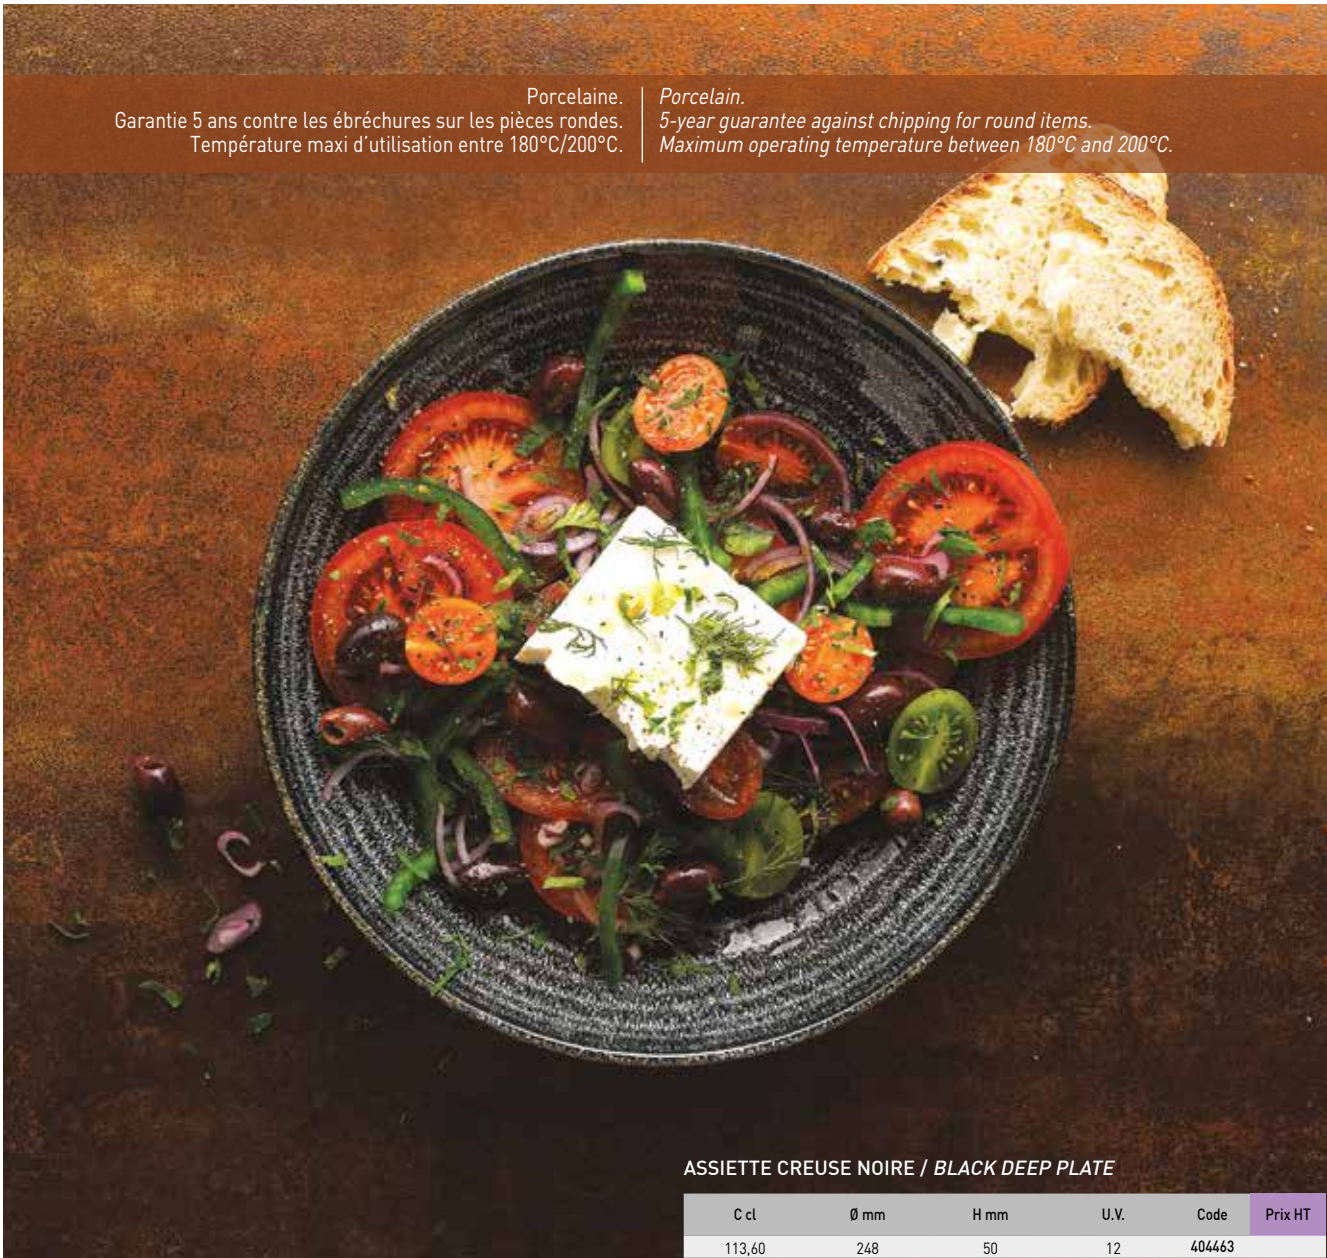 Porcelaine.
Garantie 5 ans contre les ébréchures sur les pièces rondes.
Température maxi d'utilisation entre 180°C/200°C.
Porcelain.
5-year guarantee against chipping for round items.
Maximum operating temperature between 180°C and 200°C.
ASSIETTE CREUSE NOIRE / BLACK DEEP PLATE
C cl Ø mm H mm U.V. Code Prix HT
113,60 248 50 12 404463